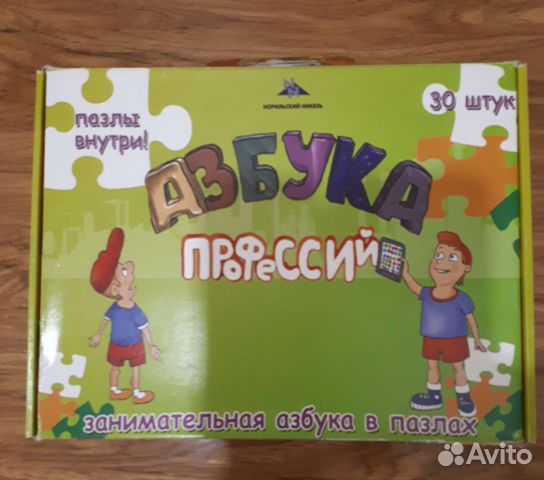 НОРИЛЬСКИЙ НИКЕЛЬ
пазлы
внутри!
30 штук
АЗБУКА
ПРОФЕССИЙ
занимательная азбука в пазлах
Avito